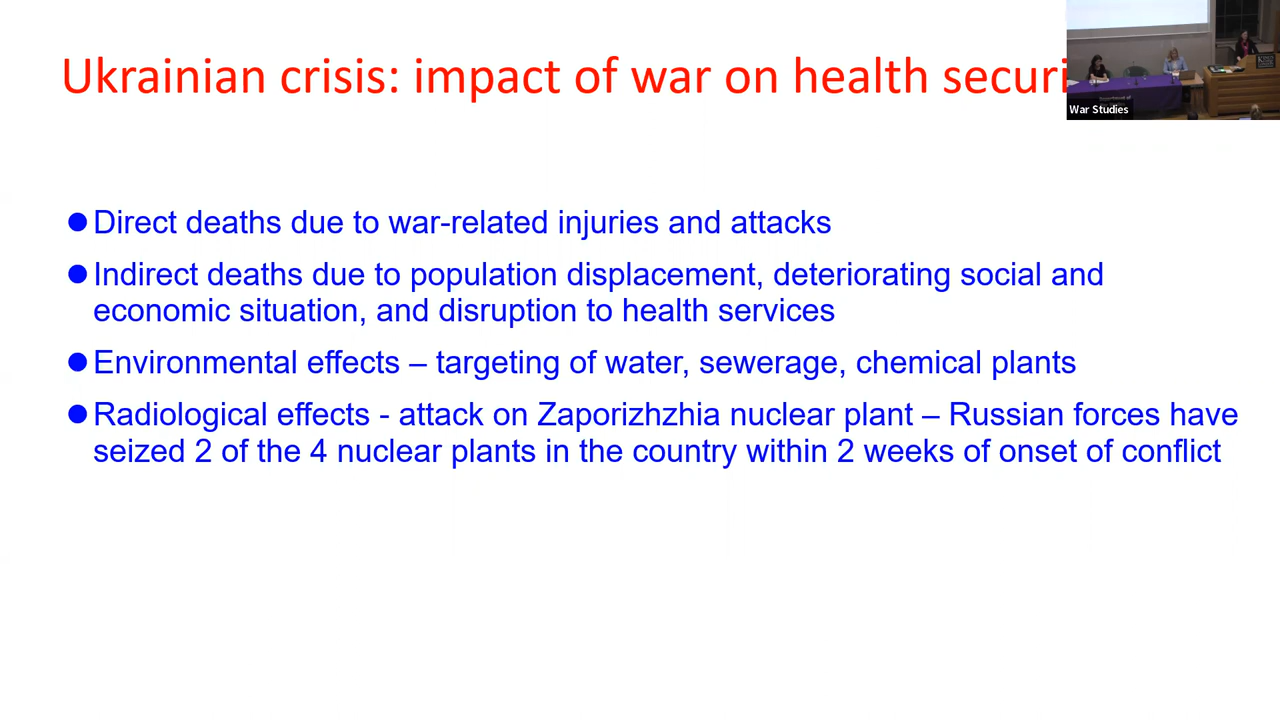 Ukrainian crisis: impact of war on health securi
War Studies
Direct deaths due to war-related injuries and attacks
Indirect deaths due to population displacement, deteriorating social and
economic situation, and disruption to health services
Environmental effects – targeting of water, sewerage, chemical plants
Radiological effects - attack on Zaporizhzhia nuclear plant – Russian forces have
seized 2 of the 4 nuclear plants in the country within 2 weeks of onset of conflict